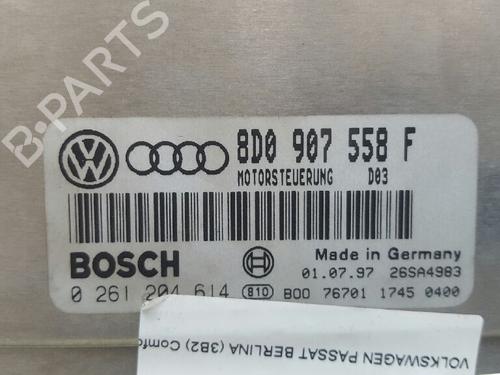 B-PARTS
8D0 907 558 F
MOTORSTEUERUNG D03
BOSCH
Made in Germany
01.07.97 26SA4983
0 261 204 614 810 B00 76701 1745 0400
VOLKSWAGEN PASSAT BERLINA (3B2) Comfo